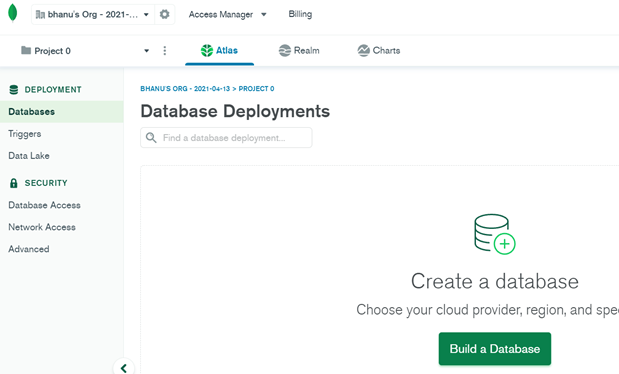 bhanu's Org - 2021-... Access Manager Billing
Project 0 Atlas Realm Charts
DEPLOYMENT
Databases
Triggers
Data Lake
SECURITY
Database Access
Network Access
Advanced
BHANU'S ORG - 2021-04-13 > PROJECT 0
Database Deployments
Find a database deployment...
Create a database
Choose your cloud provider, region, and
Build a Database